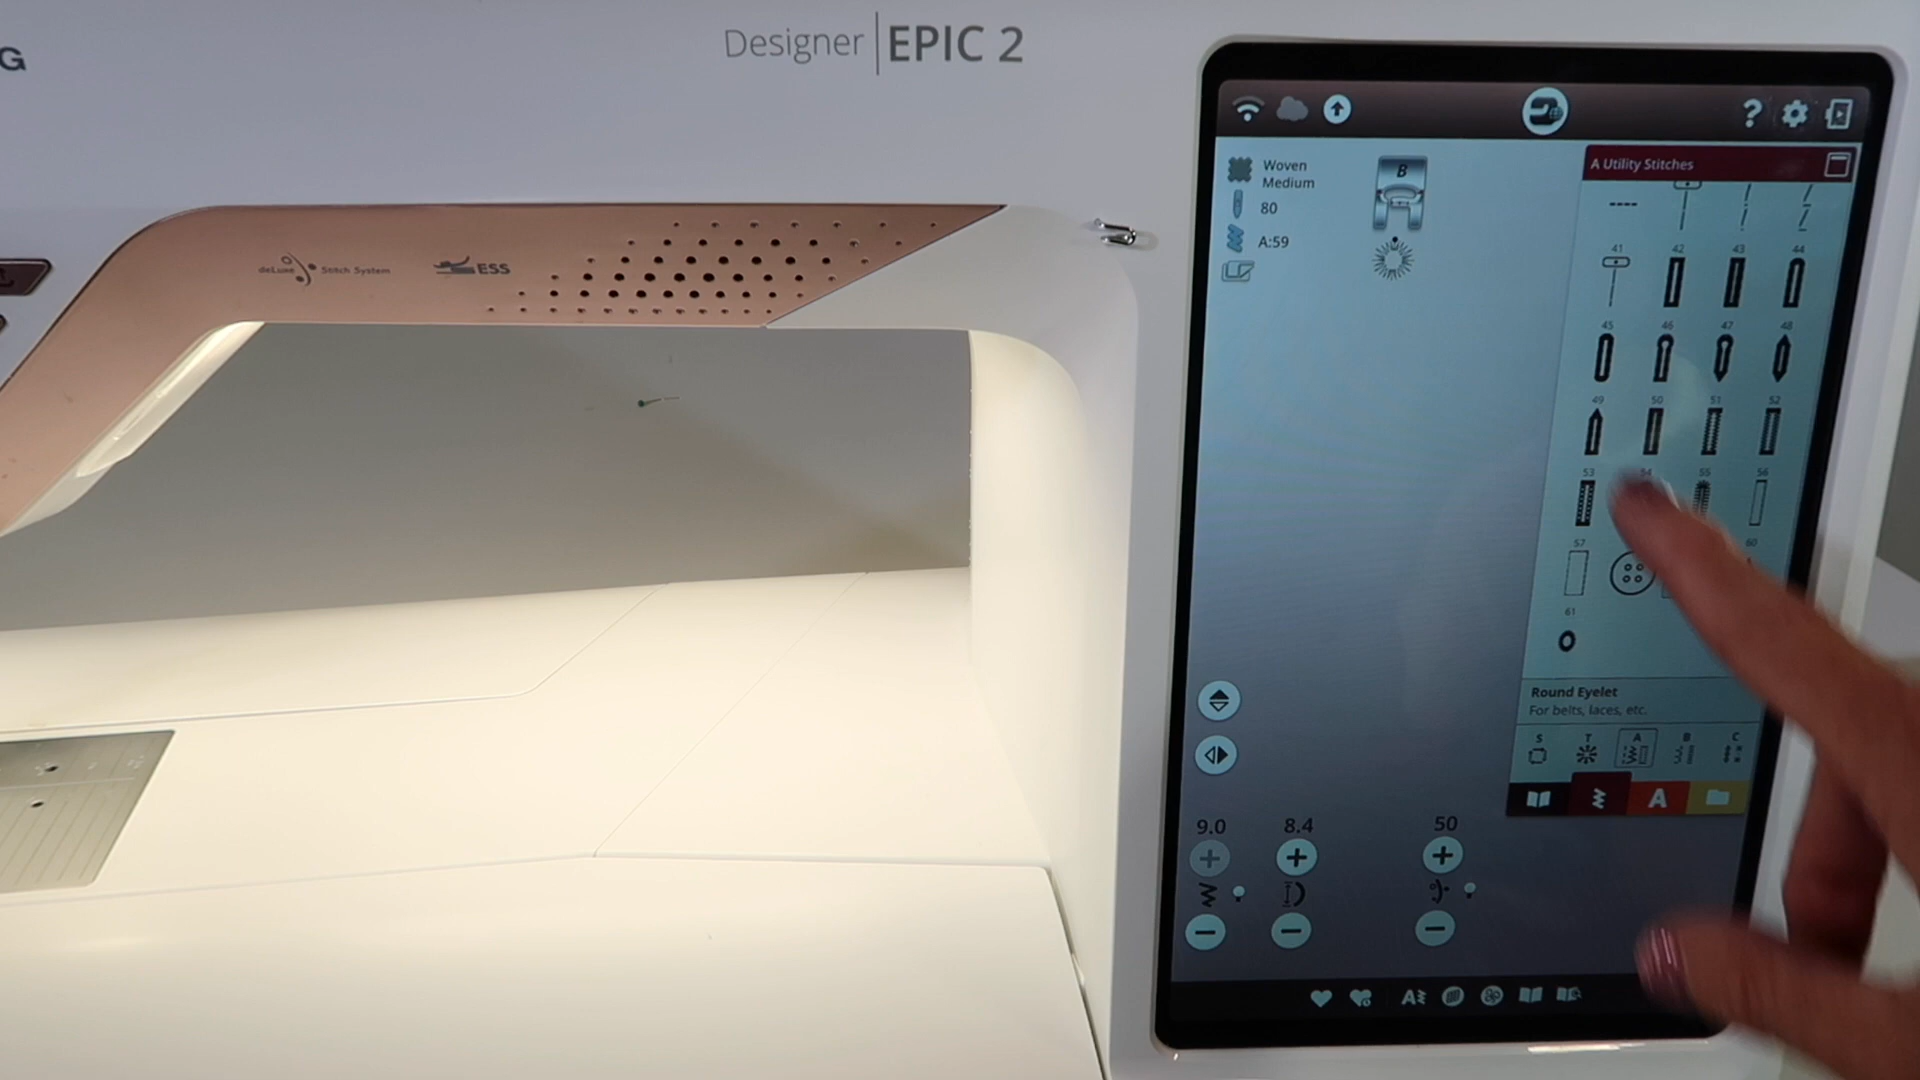 G
Designer EPIC 2
deLuxe Stitch System
ESS
Woven
Medium
80
A:59
B
A Utility Stitches
41 42 43 44
45 46 47 48
49 50 51 52
53 54 55 56
57 60
61
Round Eyelet
For belts, laces, etc.
S T A B C
A
9.0 8.4 50
A